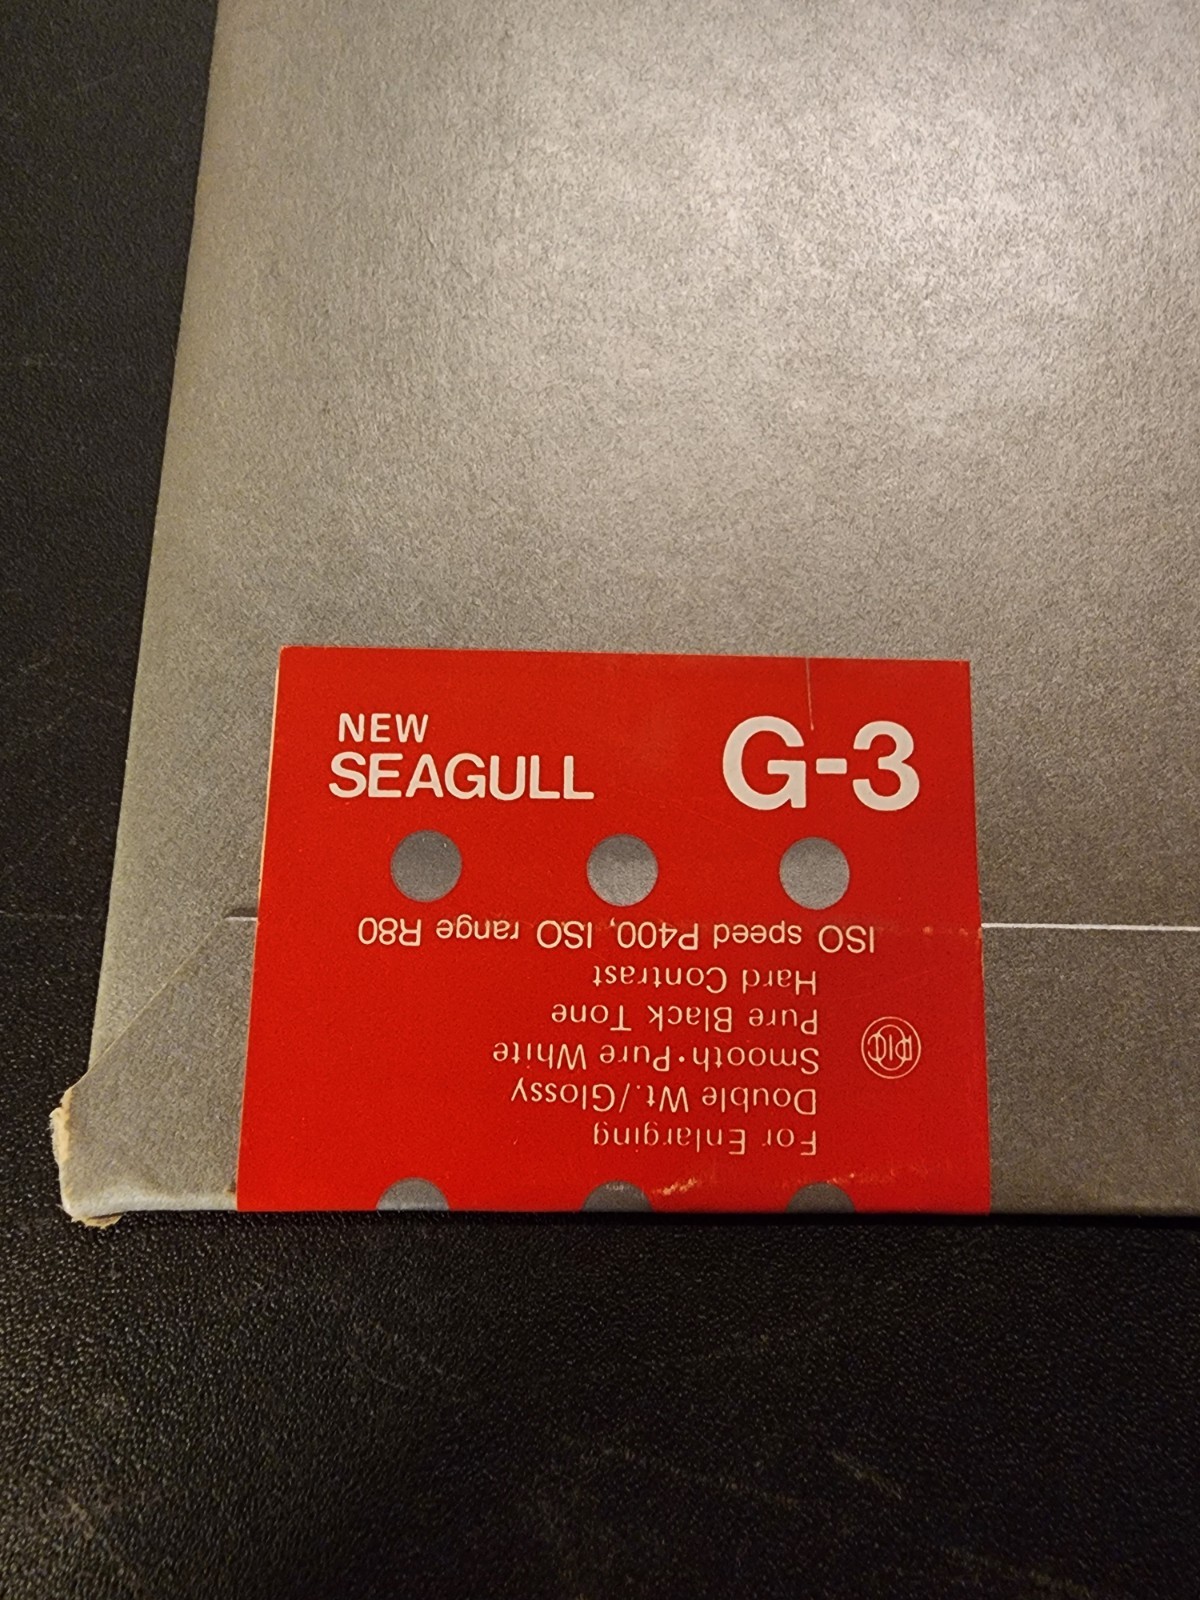 NEW
SEAGULL
G-3
For Enlarging
Double Wt./Glossy
Smooth·Pure White
Pure Black Tone
Hard Contrast
ISO speed P400, ISO range R80